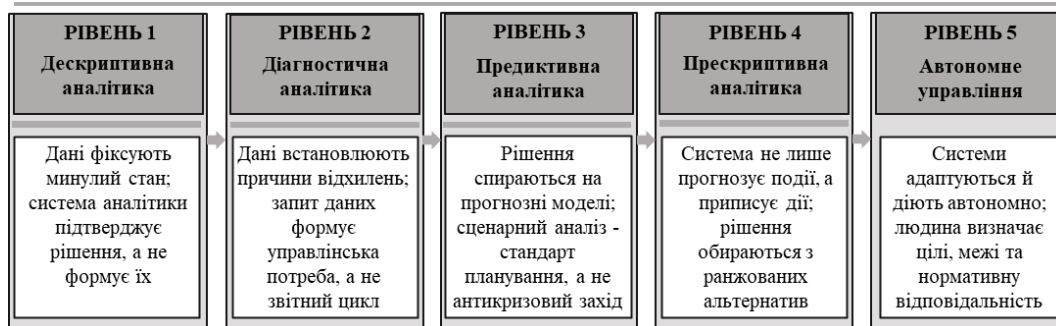 РІВЕНЬ 1
Дескриптивна
аналітика
Дані фіксують
минулий стан;
система аналітики
підтверджує
рішення, а не
формує їх
РІВЕНЬ 2
Діагностична
аналітика
Дані встановлюють
причини відхилень;
запит даних
формує
управлінська
потреба, а не
звітний цикл
РІВЕНЬ 3
Предиктивна
аналітика
Рішення
спираються на
прогнозні моделі;
сценарний аналіз -
стандарт
планування, а не
антикризовий захід
РІВЕНЬ 4
Прескриптивна
аналітика
Система не лише
прогнозує події, а
приписує дії;
рішення
обираються з
ранжованих
альтернатив
РІВЕНЬ 5
Автономне
управління
Системи
адаптуються й
діють автономно;
людина визначає
цілі, межі та
нормативну
відповідальність